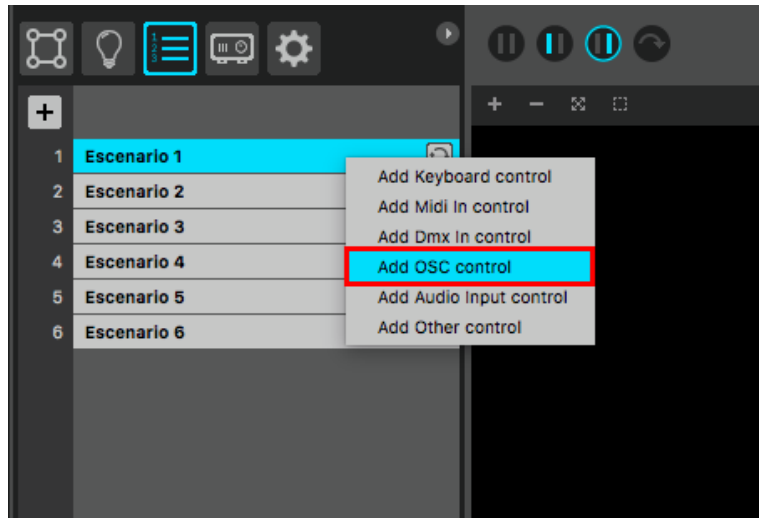 1 Escenario 1
2 Escenario 2
3 Escenario 3
4 Escenario 4
5 Escenario 5
6 Escenario 6
Add Keyboard control
Add Midi In control
Add Dmx In control
Add OSC control
Add Audio Input control
Add Other control